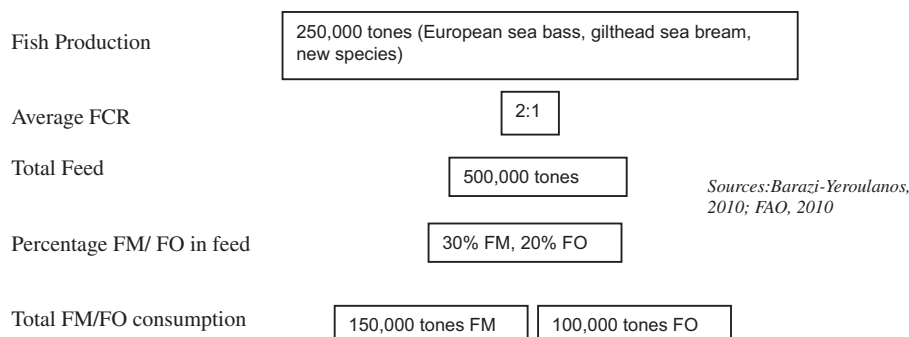 Fish Production
250,000 tones (European sea bass, gilthead sea bream,
new species)
Average FCR
2:1
Total Feed
500,000 tones
Sources:Barazi-Yeroulanos,
2010; FAO, 2010
Percentage FM/ FO in feed
30% FM, 20% FO
Total FM/FO consumption
150,000 tones FM
100,000 tones FO